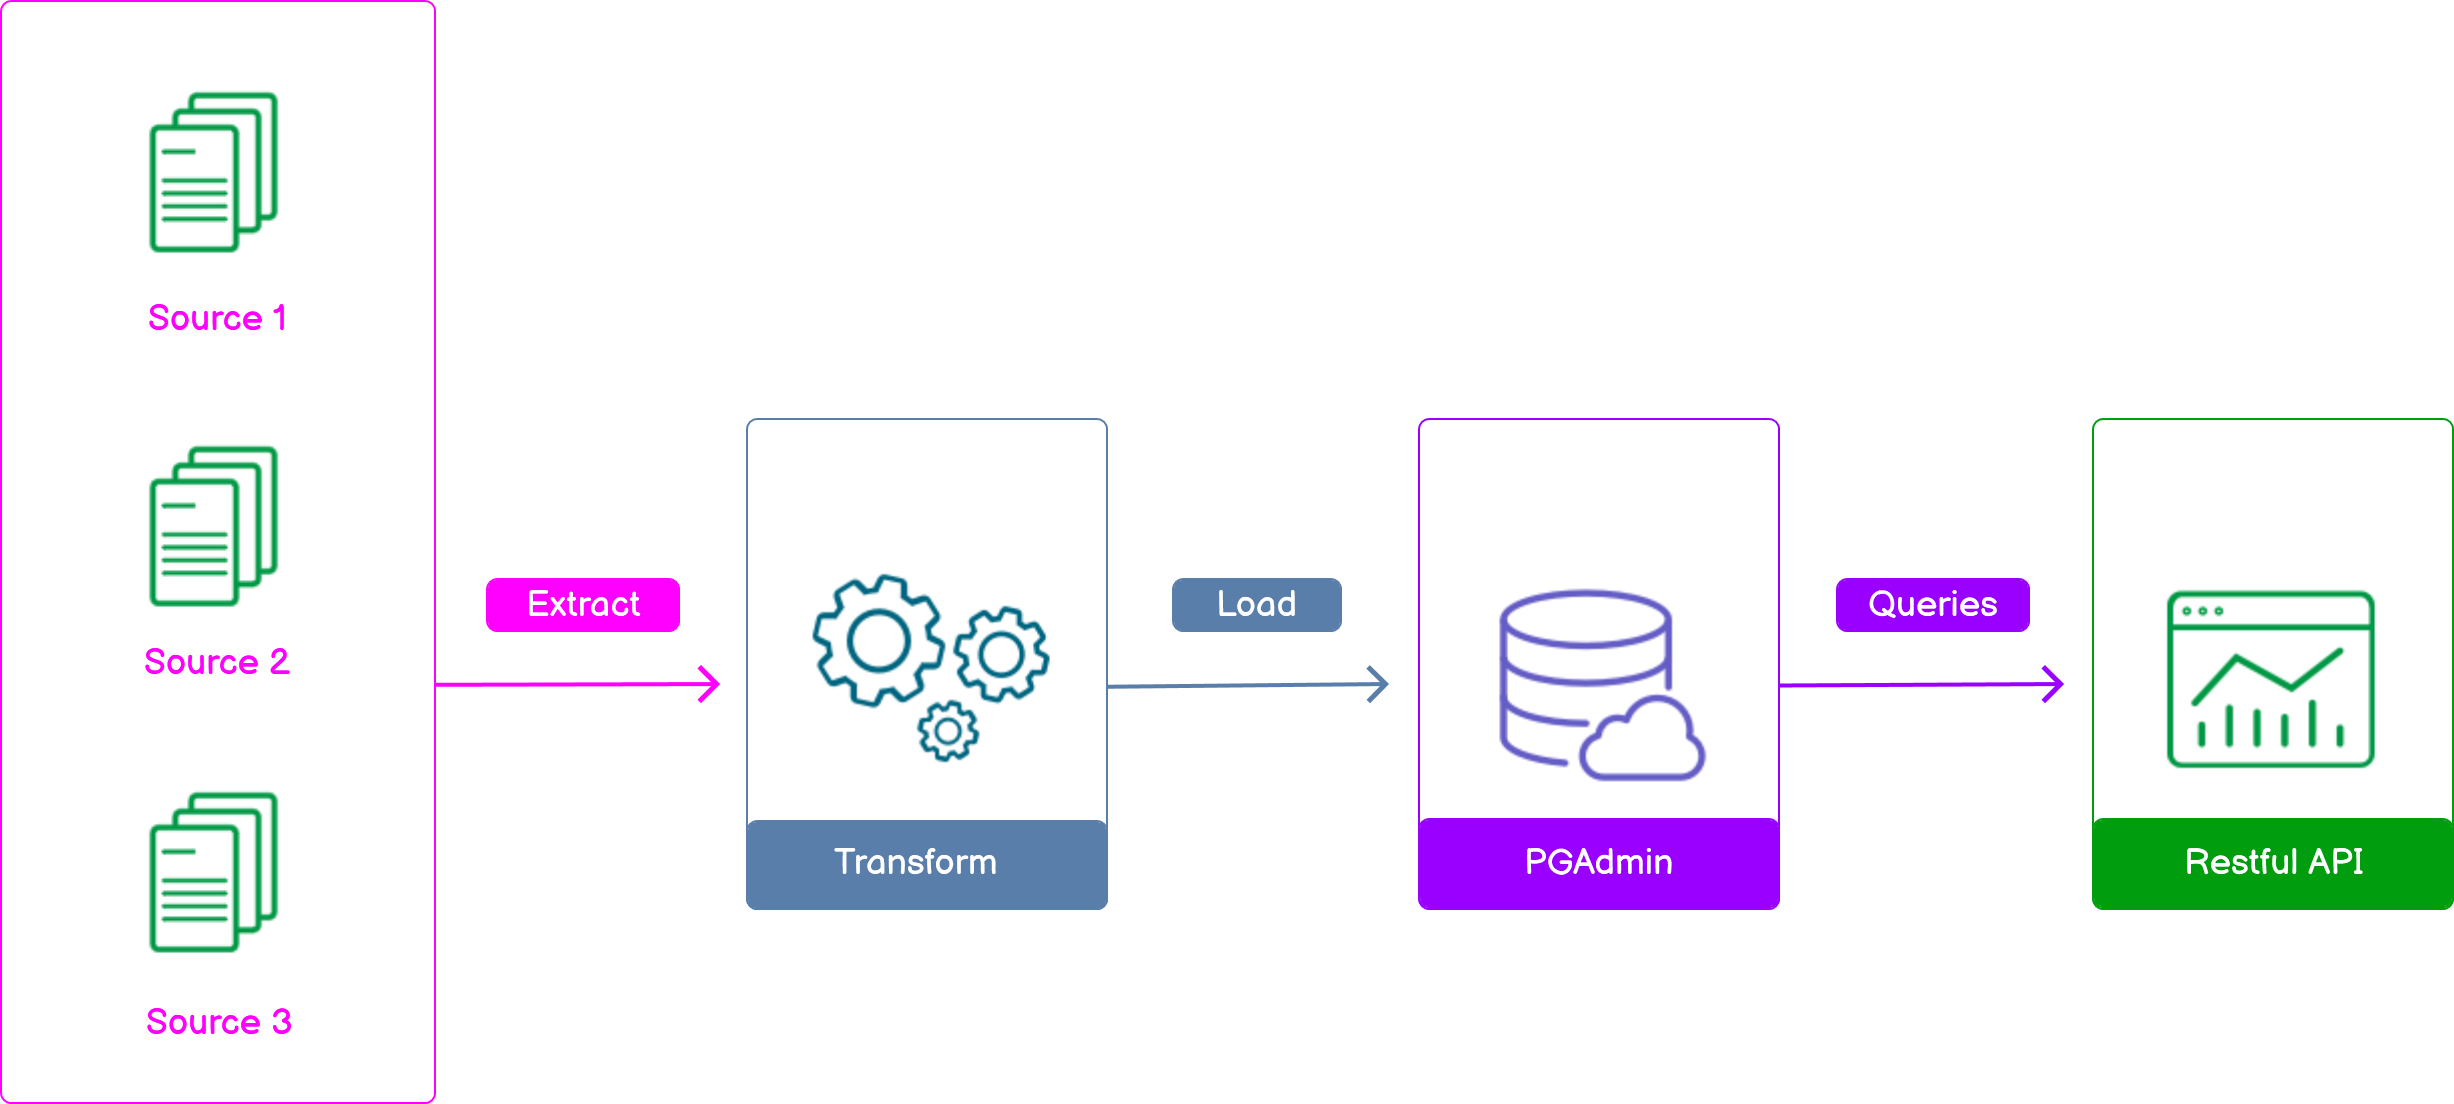 Source 1
Source 2
Source 3
Extract
Transform
Load
PGAdmin
Queries
Restful API